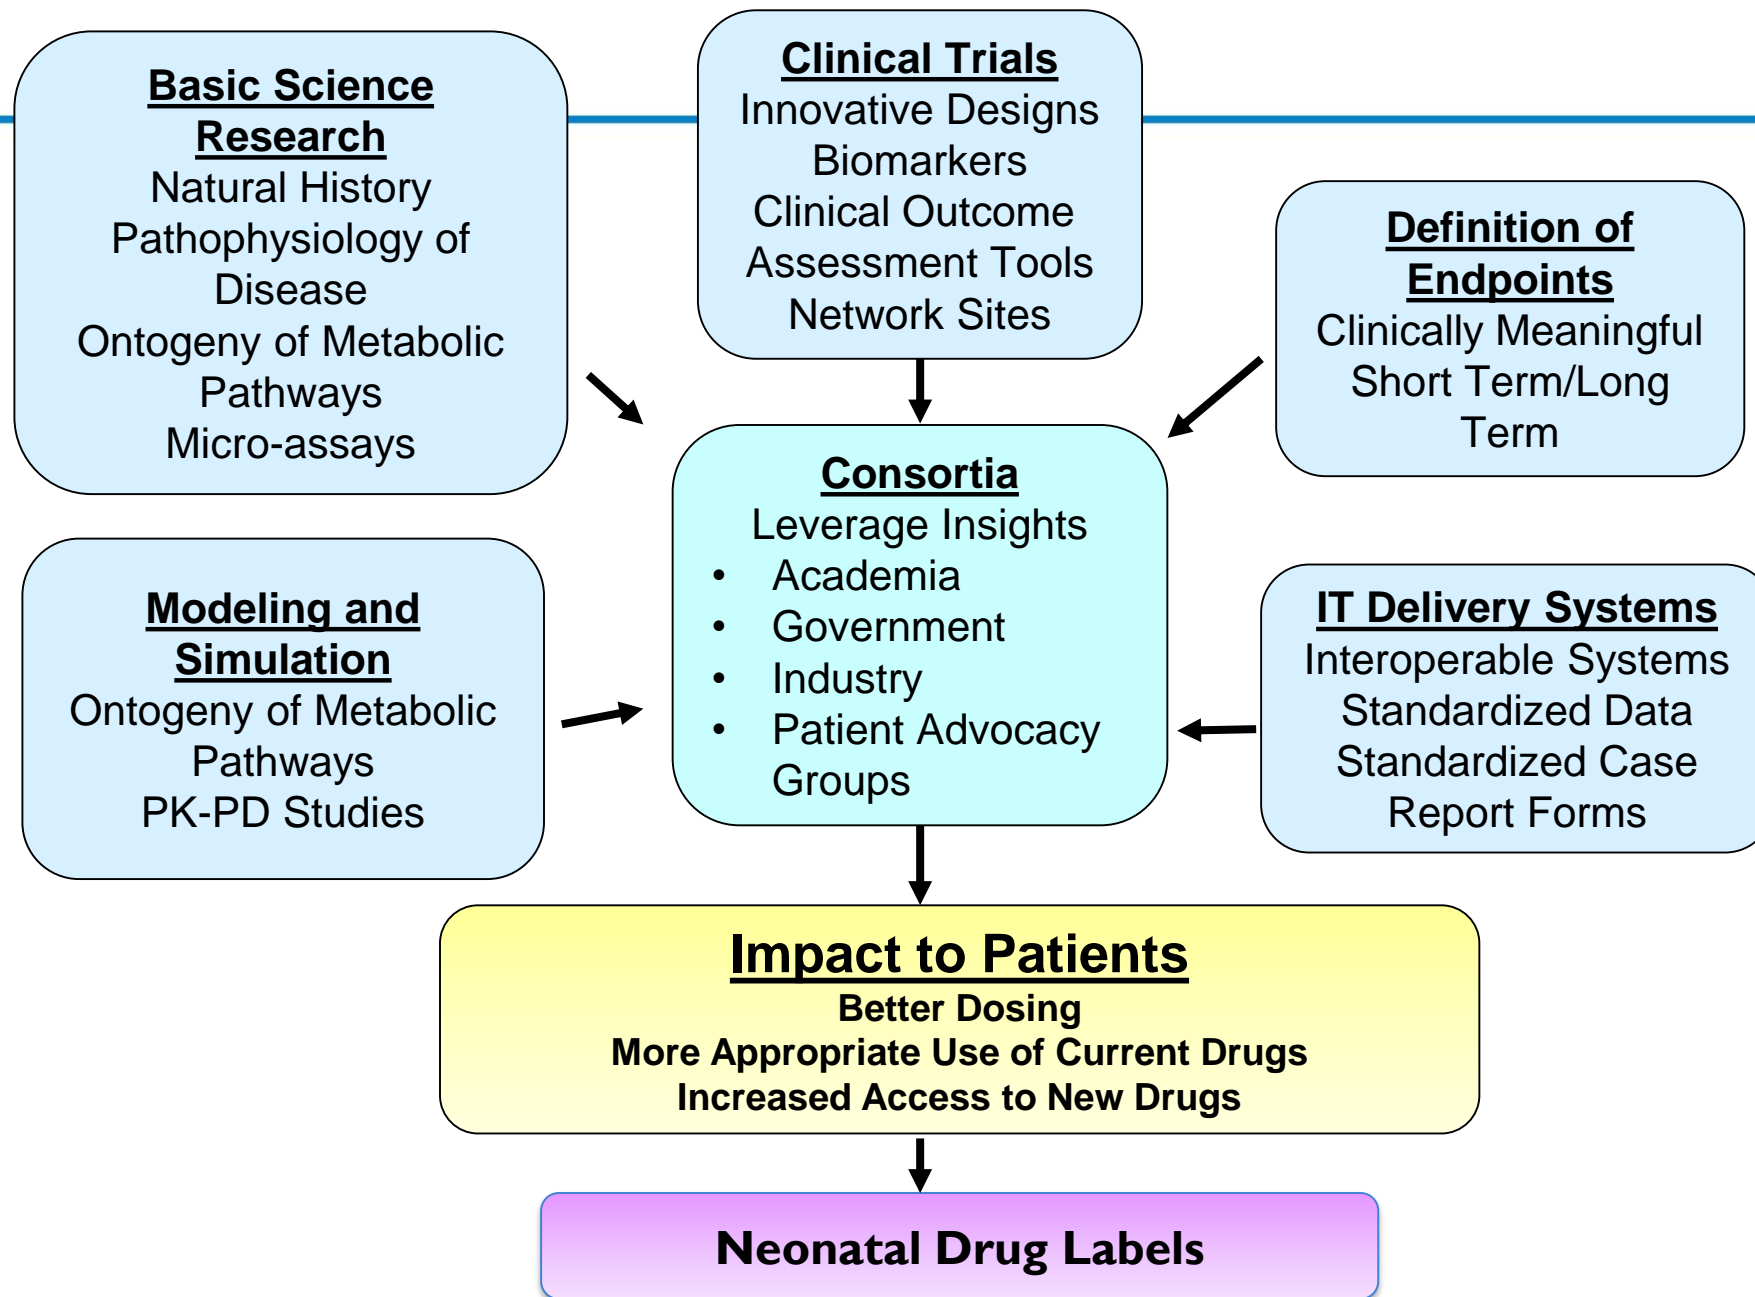 Basic Science
Research
Natural History
Pathophysiology of
Disease
Ontogeny of Metabolic
Pathways
Micro-assays
Clinical Trials
Innovative Designs
Biomarkers
Clinical Outcome
Assessment Tools
Network Sites
Definition of
Endpoints
Clinically Meaningful
Short Term/Long
Term
Modeling and
Simulation
Ontogeny of Metabolic
Pathways
PK-PD Studies
Consortia
Leverage Insights
• Academia
• Government
• Industry
• Patient Advocacy
Groups
IT Delivery Systems
Interoperable Systems
Standardized Data
Standardized Case
Report Forms
Impact to Patients
Better Dosing
More Appropriate Use of Current Drugs
Increased Access to New Drugs
Neonatal Drug Labels